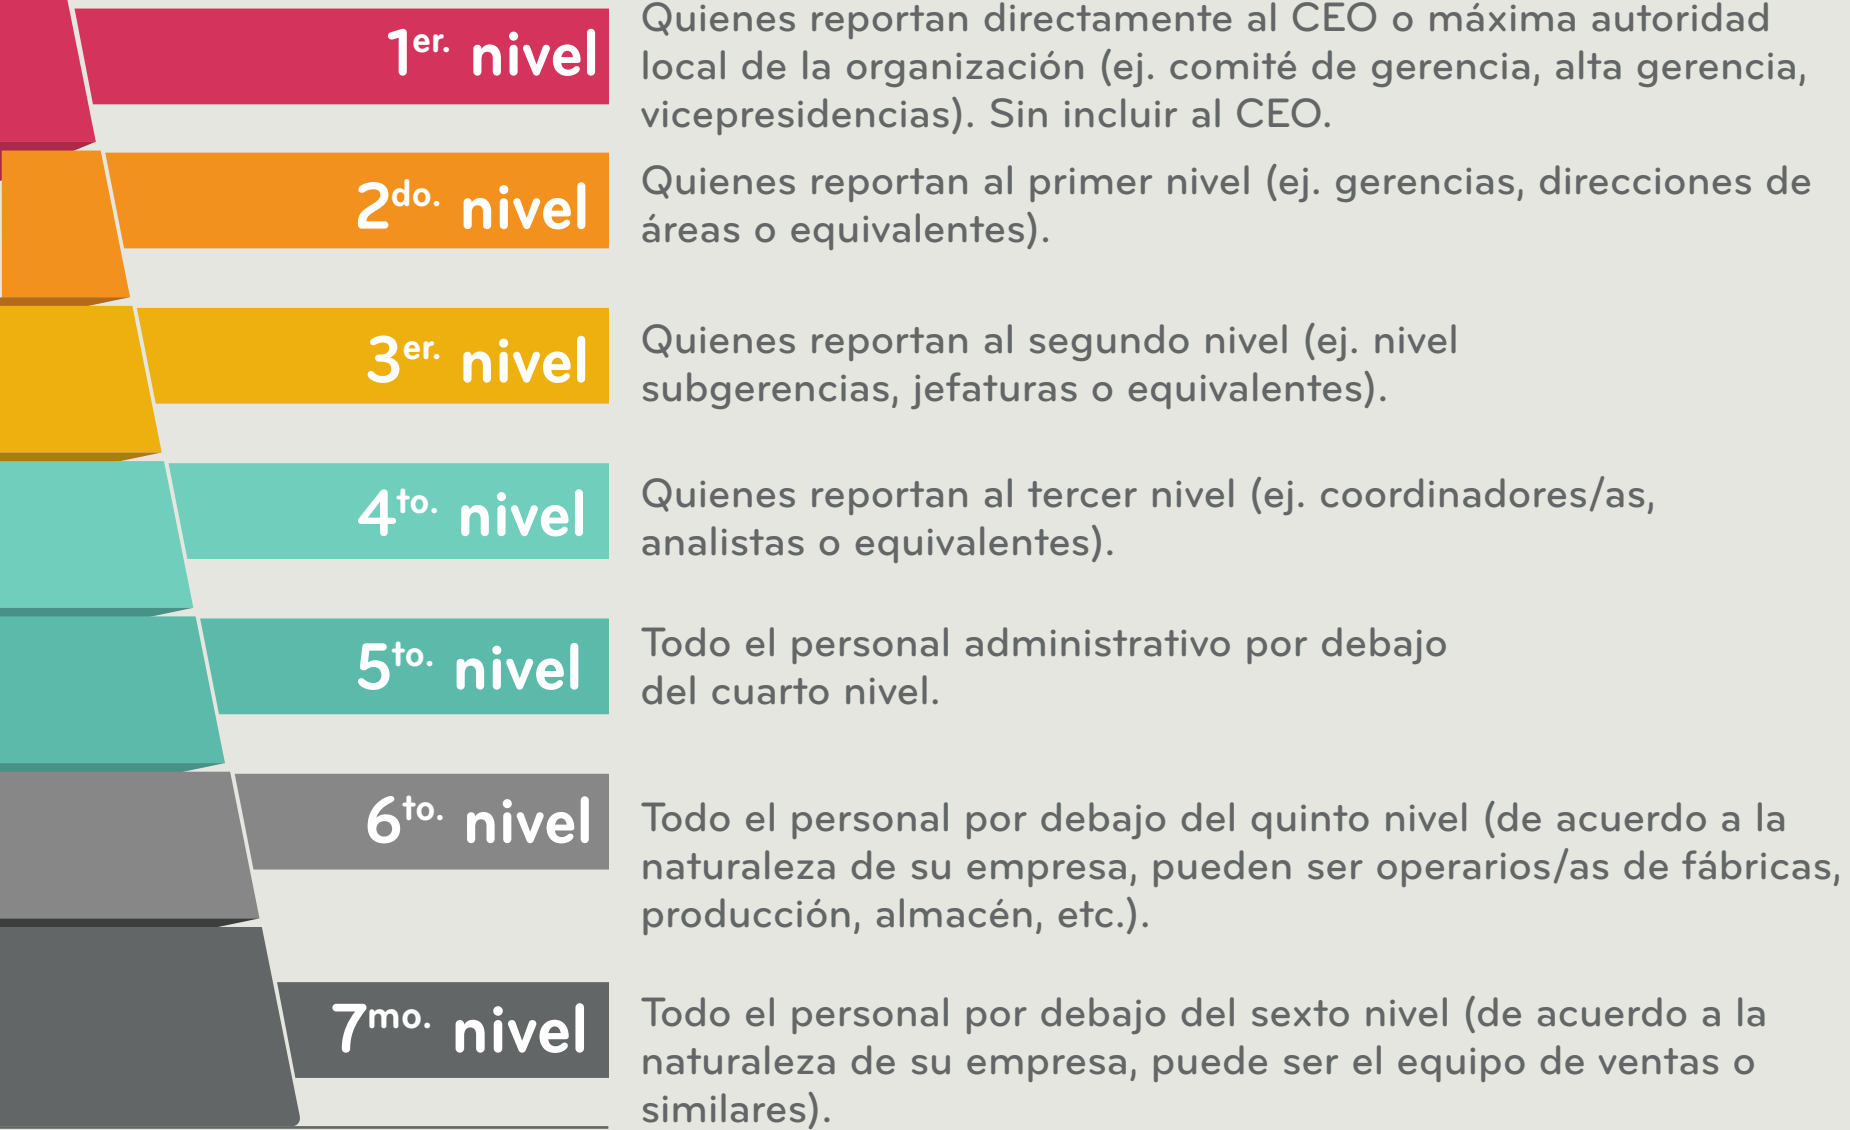 1er. nivel
Quienes reportan directamente al CEO o máxima autoridad
local de la organización (ej. comité de gerencia, alta gerencia,
vicepresidencias). Sin incluir al CEO.
2do. nivel
Quienes reportan al primer nivel (ej. gerencias, direcciones de
áreas o equivalentes).
3er. nivel
Quienes reportan al segundo nivel (ej. nivel
subgerencias, jefaturas o equivalentes).
4to. nivel
Quienes reportan al tercer nivel (ej. coordinadores/as,
analistas o equivalentes).
5to. nivel
Todo el personal administrativo por debajo
del cuarto nivel.
6to. nivel
Todo el personal por debajo del quinto nivel (de acuerdo a la
naturaleza de su empresa, pueden ser operarios/as de fábricas,
producción, almacén, etc.).
7mo. nivel
Todo el personal por debajo del sexto nivel (de acuerdo a la
naturaleza de su empresa, puede ser el equipo de ventas o
similares).